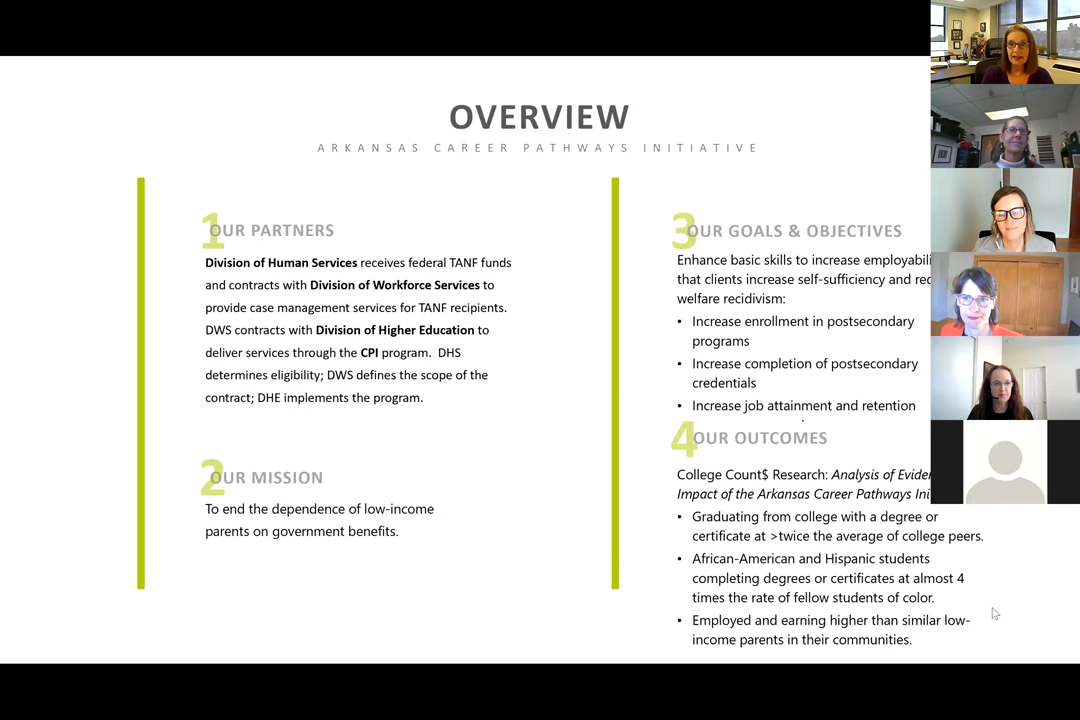 OVERVIEW
ARKANSAS CAREER PATHWAYS INITIATIVE
1
OUR PARTNERS
Division of Human Services receives federal TANF funds
and contracts with Division of Workforce Services to
provide case management services for TANF recipients.
DWS contracts with Division of Higher Education to
deliver services through the CPI program. DHS
determines eligibility; DWS defines the scope of the
contract; DHE implements the program.
2
OUR MISSION
To end the dependence of low-income
parents on government benefits.
3
OUR GOALS & OBJECTIVES
Enhance basic skills to increase
that clients increase self-sufficiency and
welfare recidivism:
• Increase enrollment in postsecondary
programs
• Increase completion of postsecondary
credentials
• Increase job attainment and retention
4
OUR OUTCOMES
College Count$ Research: Analysis of
Impact of the Arkansas Career Pathways
• Graduating from college with a degree or
certificate at >twice the average of college peers.
• African-American and Hispanic students
completing degrees or certificates at almost 4
times the rate of fellow students of color.
• Employed and earning higher than similar low-
income parents in their communities.